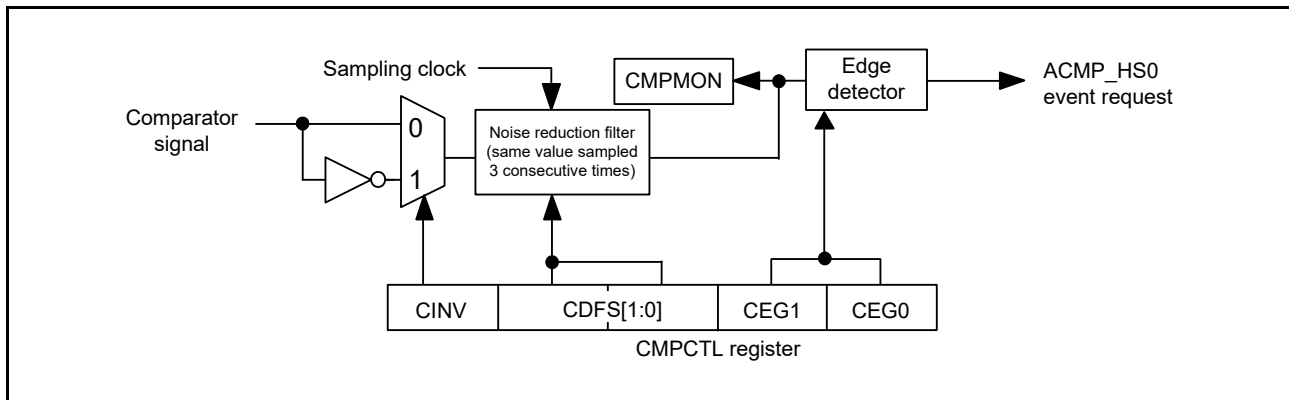 Sampling clock
CMPMON
Edge
detector
ACMP_HS0
event request
Comparator
signal
0
1
Noise reduction filter
(same value sampled
3 consecutive times)
CINV
CDFS[1:0]
CEG1
CEG0
CMPCTL register